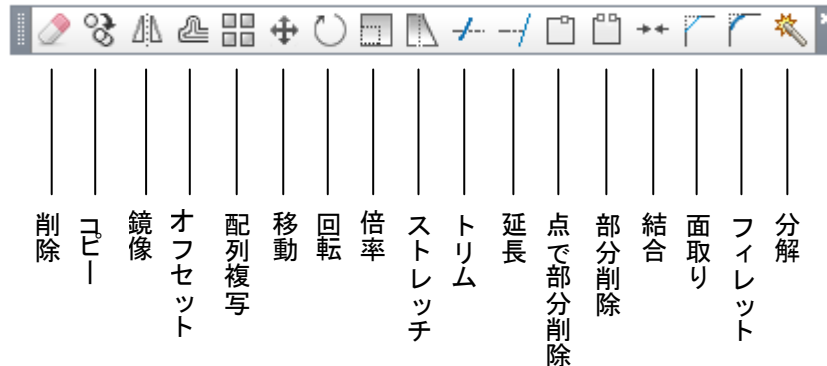 削除
コピー
鏡像
オフセット
配列複写
移動
回転
倍率
ストレッチ
トリム
延長
点で部分削除
部分削除
結合
面取り
フィレット
分解